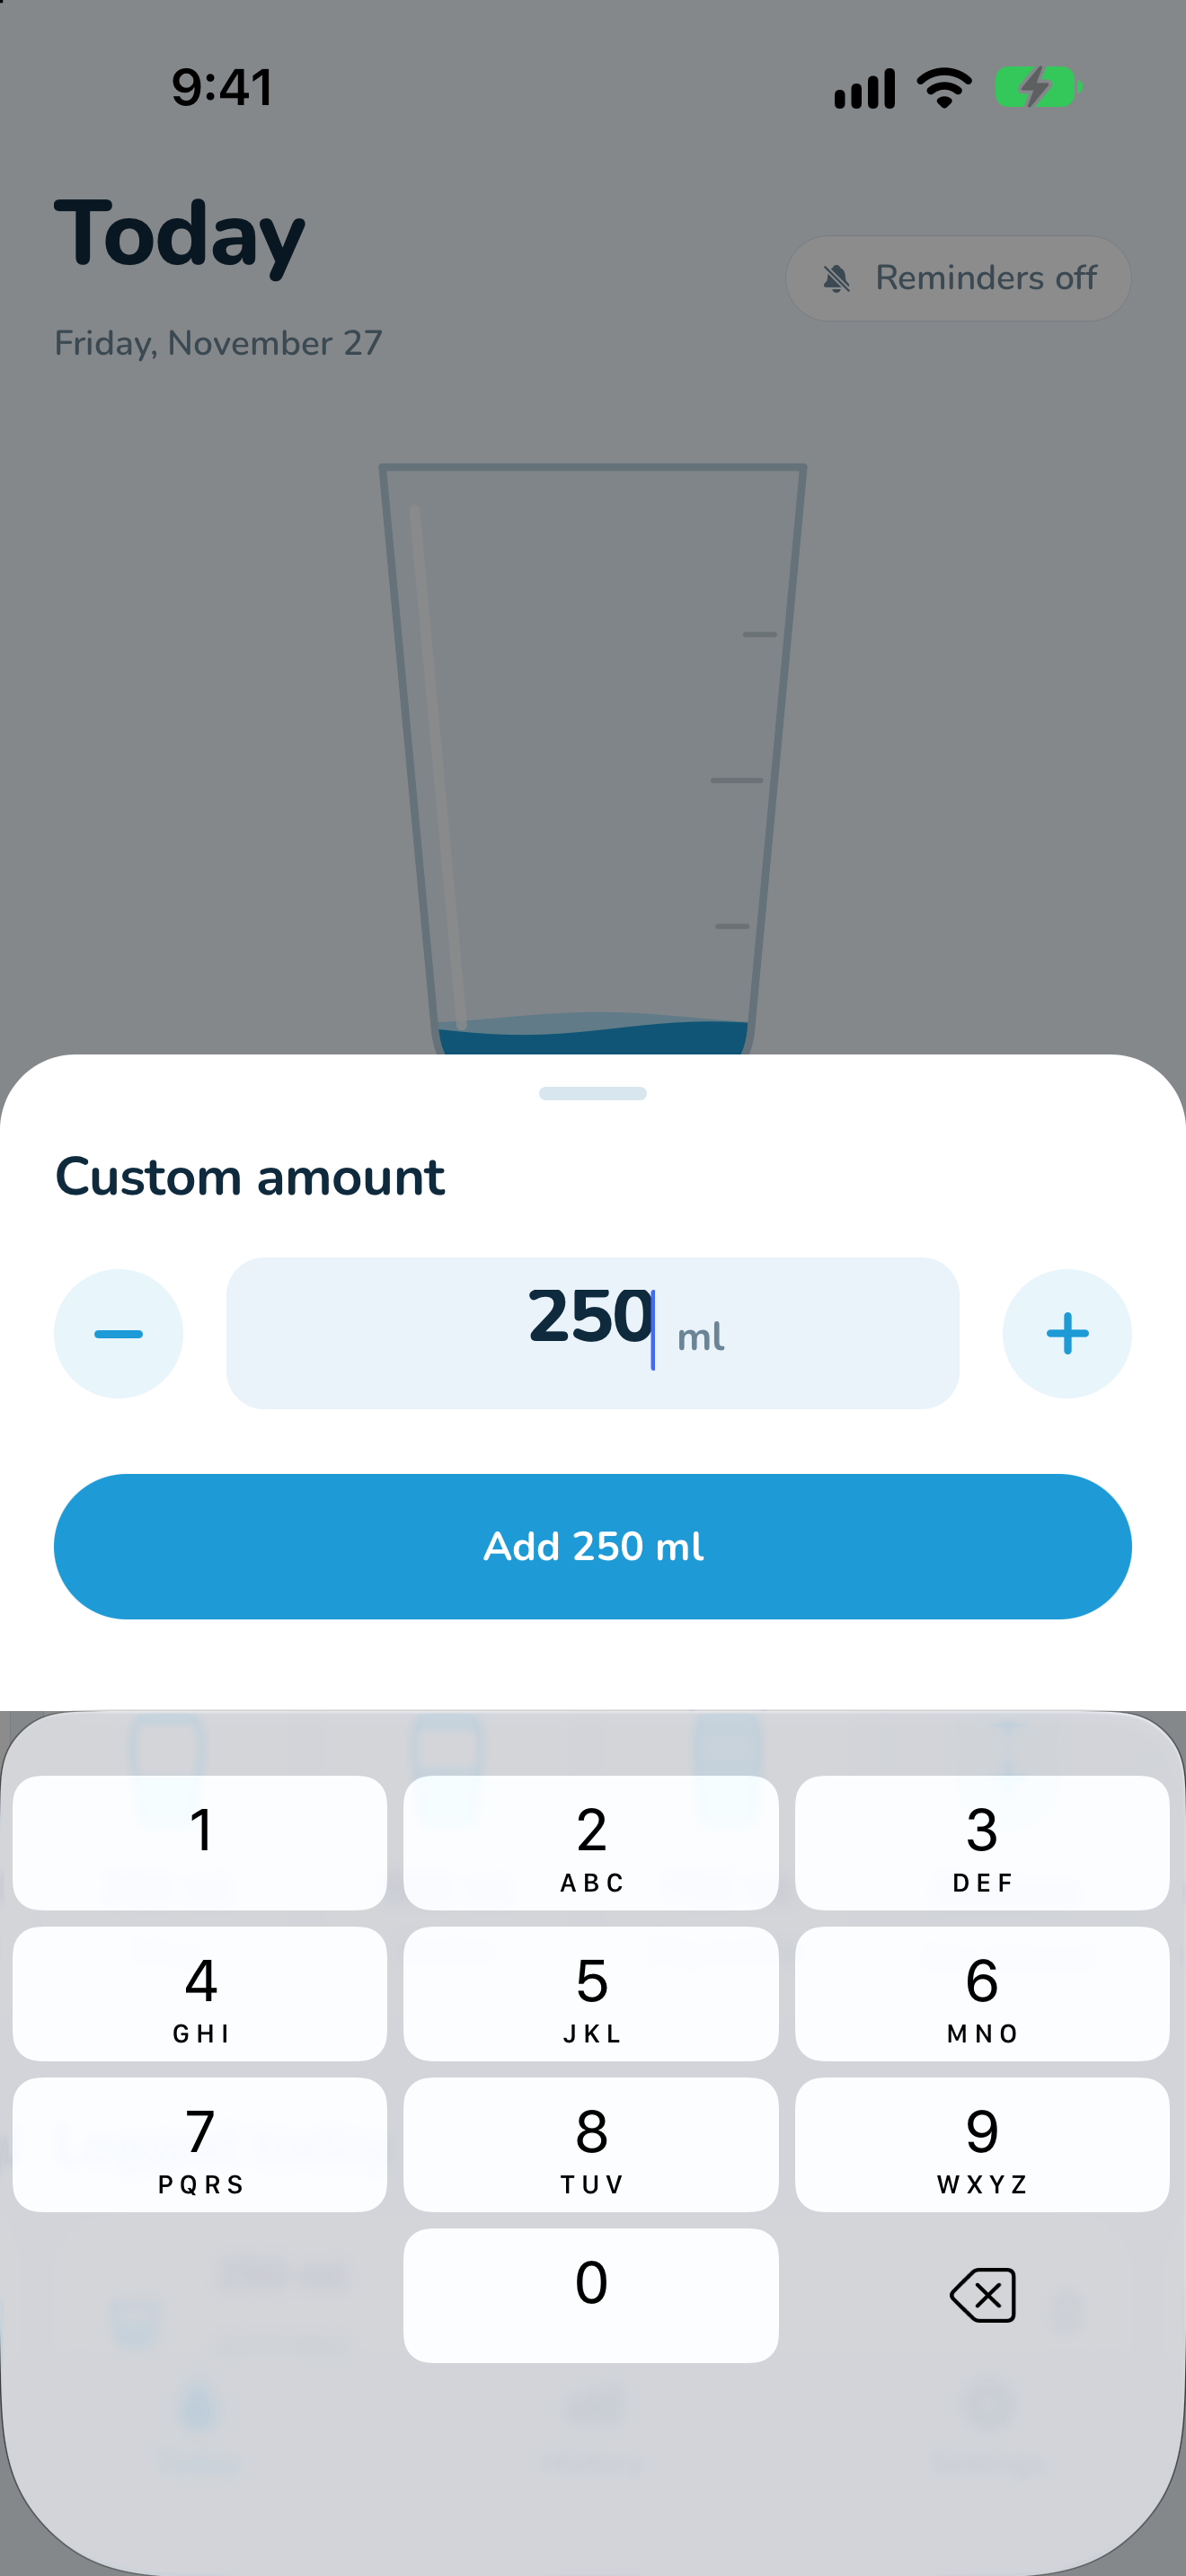 9:41
Today
Reminders off
Friday, November 27
Custom amount
250 ml
Add 250 ml
1
2
ABC
3
DEF
4
GHI
5
JKL
6
MNO
7
PQRS
8
TUV
9
WXYZ
0